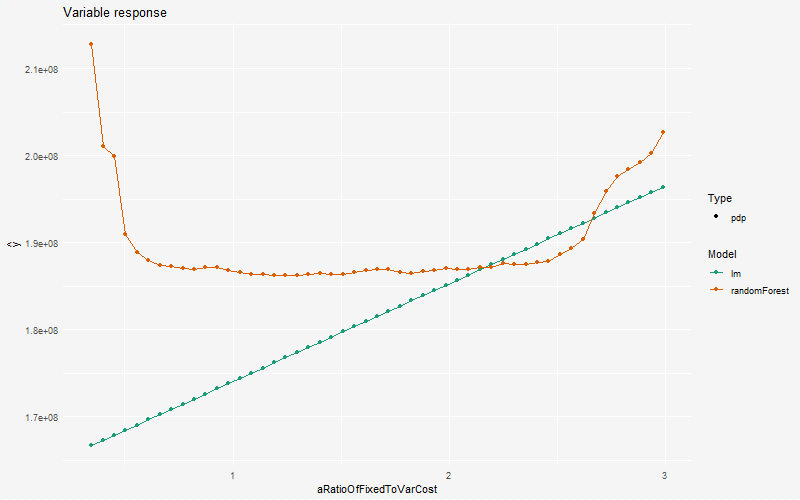 Variable response
2.1e+08
2.0e+08
1.9e+08
1.8e+08
1.7e+08
ŷ
1
2
3
aRatioOfFixedToVarCost
Type
pdp
Model
lm
randomForest